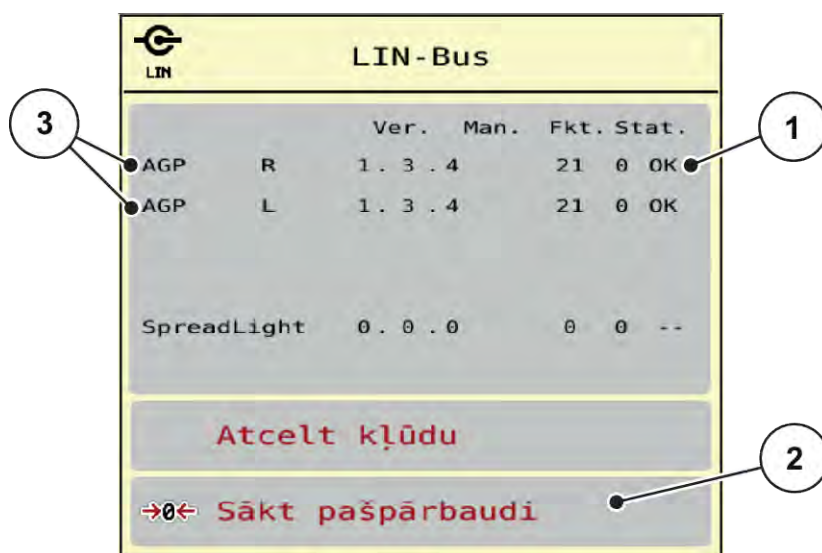 LIN
LIN-Bus
Ver. Man. Fkt. Stat.
AGP R 1.3.4 21 0 OK
AGP L 1.3.4 21 0 OK
SpreadLight 0.0.0 0 0 --
Atcelt kļūdu
→0← Sākt pašpārbaudi
3
1
2